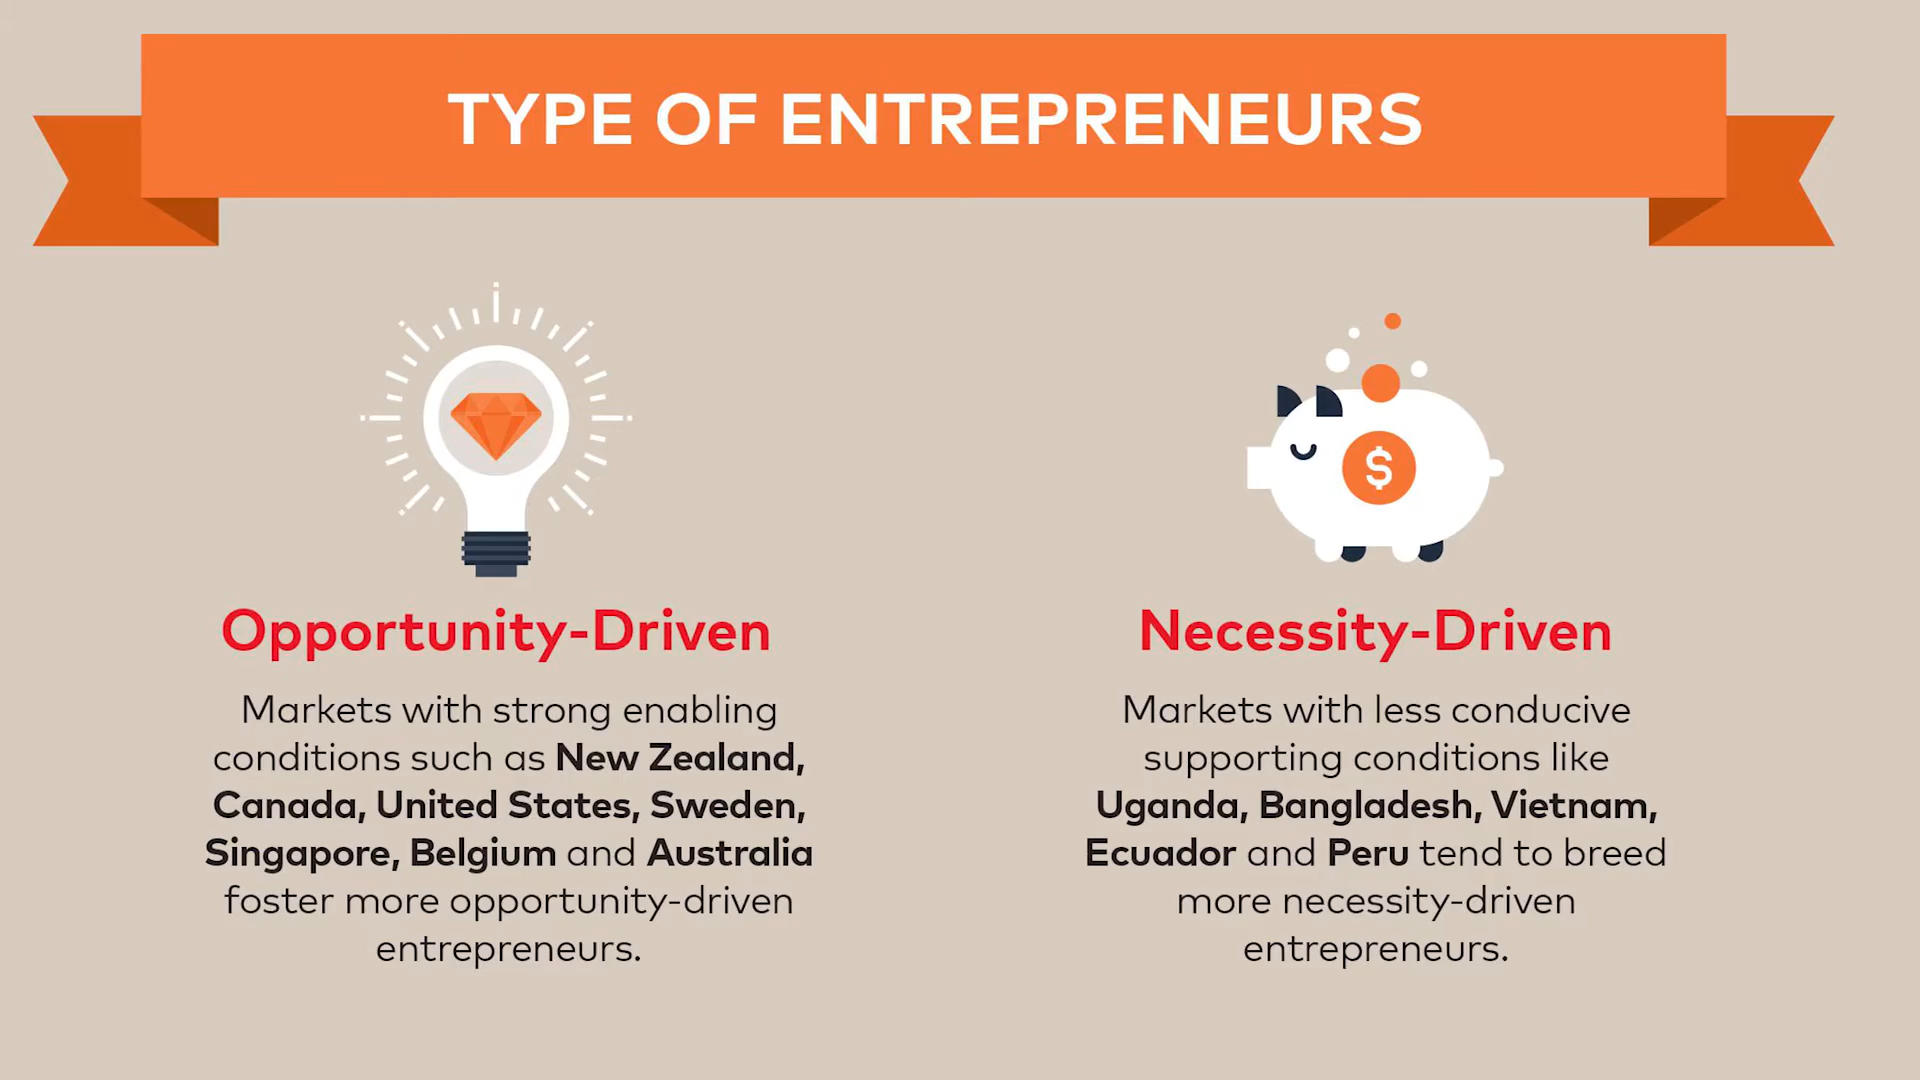 TYPE OF ENTREPRENEURS
$
Opportunity-Driven
Markets with strong enabling
conditions such as New Zealand,
Canada, United States, Sweden,
Singapore, Belgium and Australia
foster more opportunity-driven
entrepreneurs.
Necessity-Driven
Markets with less conducive
supporting conditions like
Uganda, Bangladesh, Vietnam,
Ecuador and Peru tend to breed
more necessity-driven
entrepreneurs.